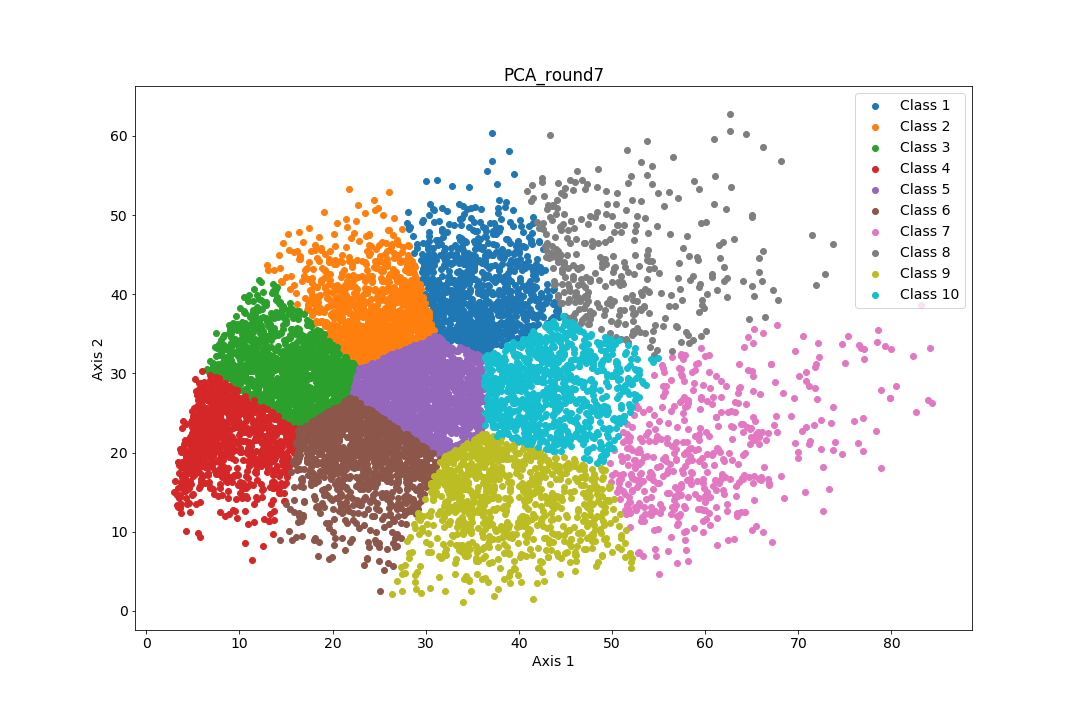 PCA_round7
Class 1
Class 2
Class 3
Class 4
Class 5
Class 6
Class 7
Class 8
Class 9
Class 10
60
50
40
30
20
10
0
Axis 2
0 10 20 30 40 50 60 70 80
Axis 1